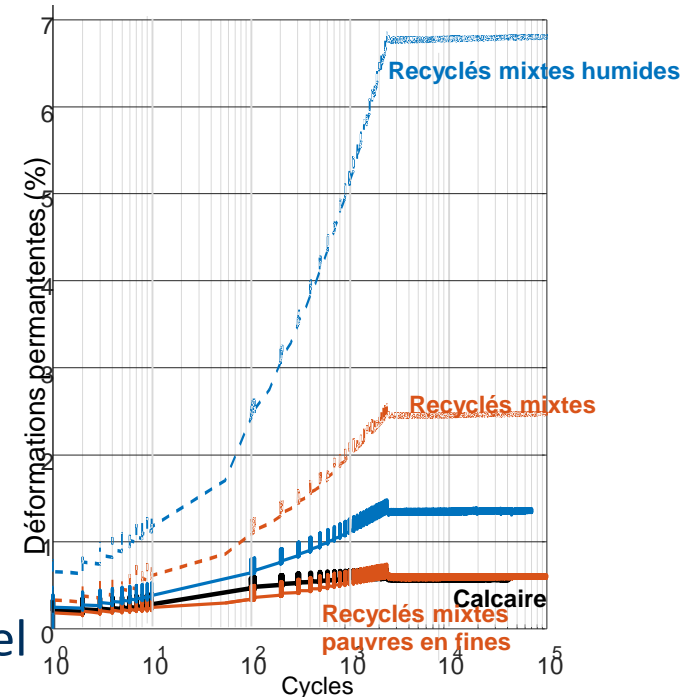 7
Recyclés mixtes humides
6
5
4
3
Recyclés mixtes
2
1
Calcaire
Recyclés mixtes
pauvres en fines
0
Déformations permantentes (%)
el
10 0
10 1
10 2
10 3
10 4
10 5
Cycles